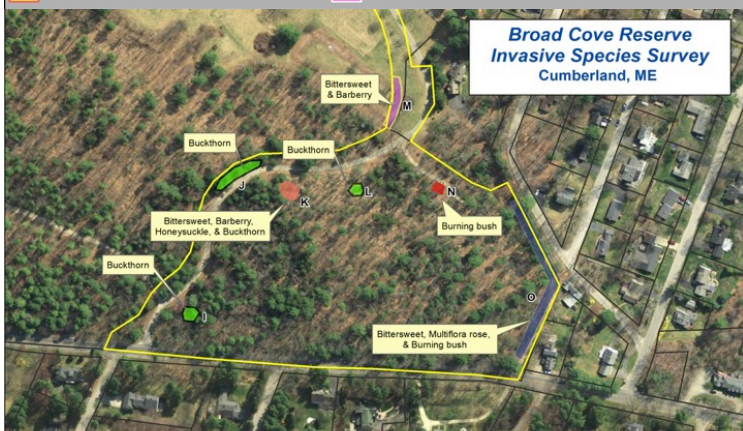 Broad Cove Reserve
Invasive Species Survey
Cumberland, ME
Bittersweet
& Barberry
M
Buckthorn
Buckthorn
J
K
L
N
Bittersweet, Barberry,
Honeysuckle, & Buckthorn
Burning bush
Buckthorn
I
O
Bittersweet, Multiflora rose,
& Burning bush